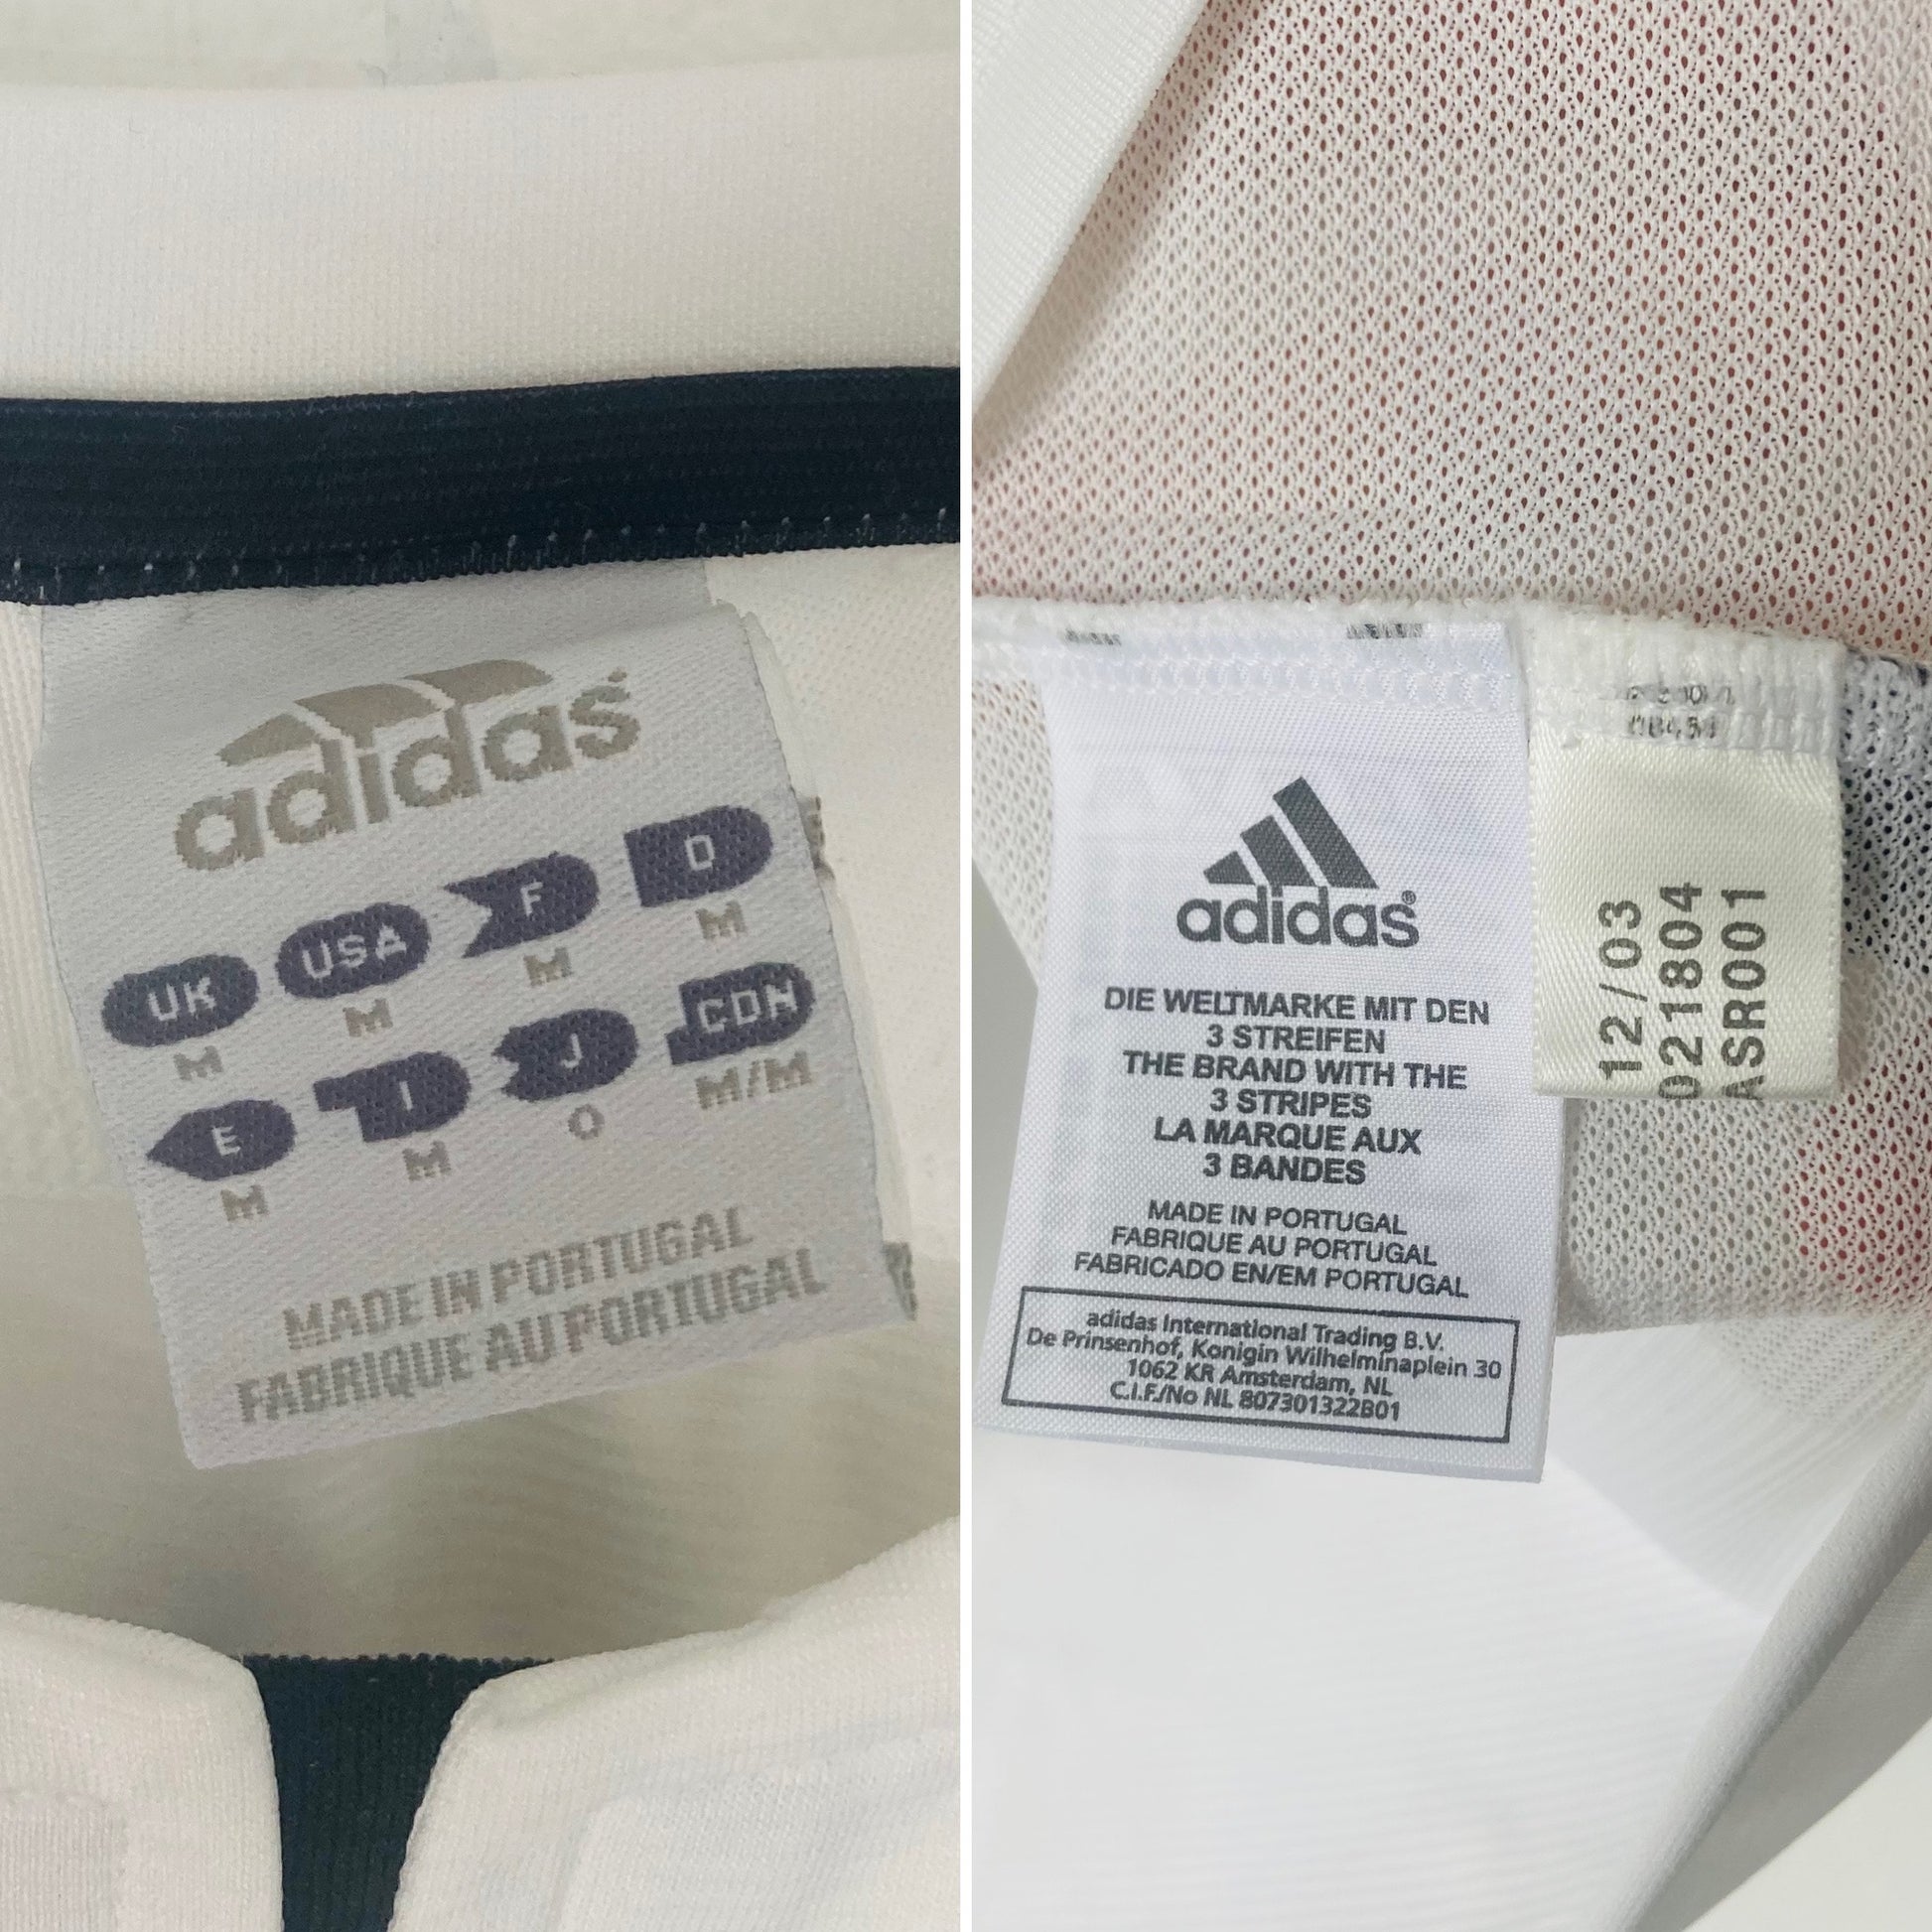 adidas
UK USA F D
M M M M
E I J CDN
M M O M/M
MADE IN PORTUGAL
FABRIQUE AU PORTUGAL
adidas®
DIE WELTMARKE MIT DEN
3 STREIFEN
THE BRAND WITH THE
3 STRIPES
LA MARQUE AUX
3 BANDES
MADE IN PORTUGAL
FABRIQUE AU PORTUGAL
FABRICADO EN/EM PORTUGAL
adidas International Trading B.V.
De Prinsenhof, Konigin Wilhelminaplein 30
1062 KR Amsterdam, NL
C.I.F./No NL 807301322B01
12/03
021804
ASR001